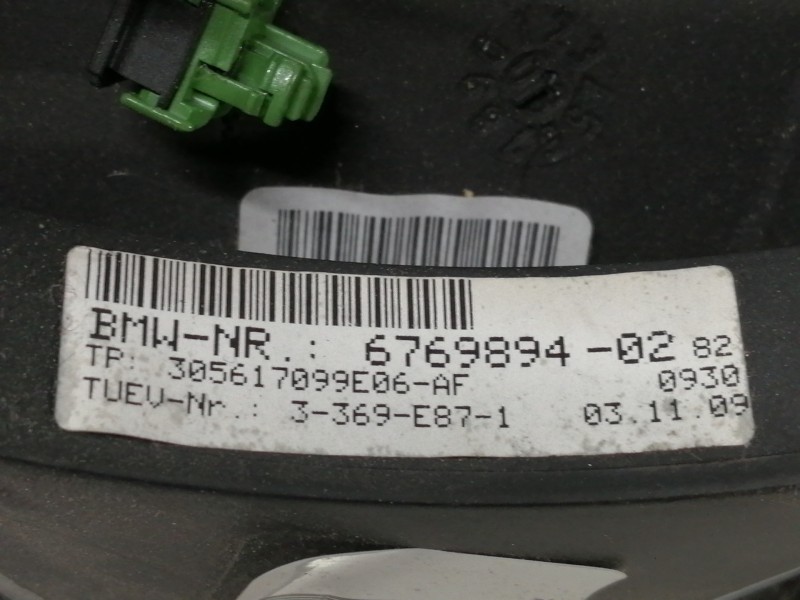 BMW-NR.: 6769894-02 82
TP: 305617099E06-AF 0930
TUEV-Nr.: 3-369-E87-1 03.11.09